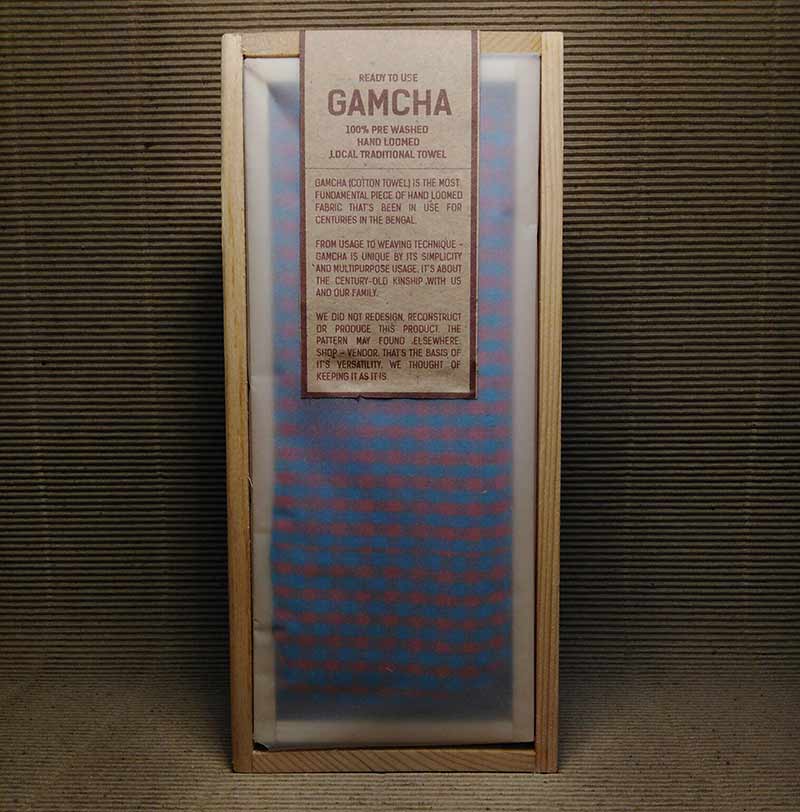 READY TO USE
GAMCHA
100% PRE WASHED
HAND LOOMED
LOCAL TRADITIONAL TOWEL
GAMCHA (COTTON TOWEL) IS THE MOST
FUNDAMENTAL PIECE OF HAND LOOMED
FABRIC THAT'S BEEN IN USE FOR
CENTURIES IN THE BENGAL.
FROM USAGE TO WEAVING TECHNIQUE -
GAMCHA IS UNIQUE BY ITS SIMPLICITY
AND MULTIPURPOSE USAGE. IT'S ABOUT
THE CENTURY-OLD KINSHIP WITH US
AND OUR FAMILY.
WE DID NOT REDESIGN, RECONSTRUCT
OR PRODUCE THIS PRODUCT. THE
PATTERN MAY FOUND ELSEWHERE.
SHOP - VENDOR. THAT'S THE BASIS OF
IT'S VERSATILITY. WE THOUGHT OF
KEEPING IT AS IT IS.